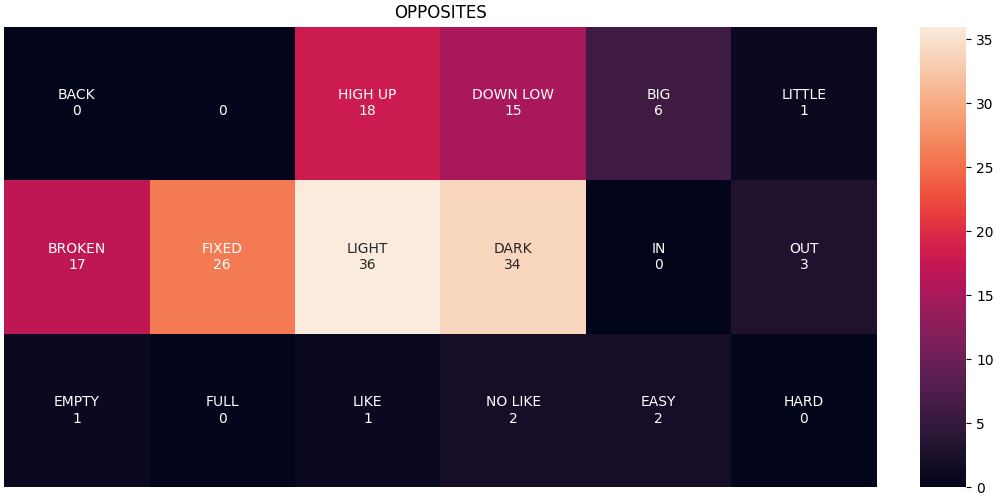 OPPOSITES
BACK
0
0
HIGH UP
18
DOWN LOW
15
BIG
6
LITTLE
1
BROKEN
17
FIXED
26
LIGHT
36
DARK
34
IN
0
OUT
3
EMPTY
1
FULL
0
LIKE
1
NO LIKE
2
EASY
2
HARD
0
35
30
25
20
15
10
5
0